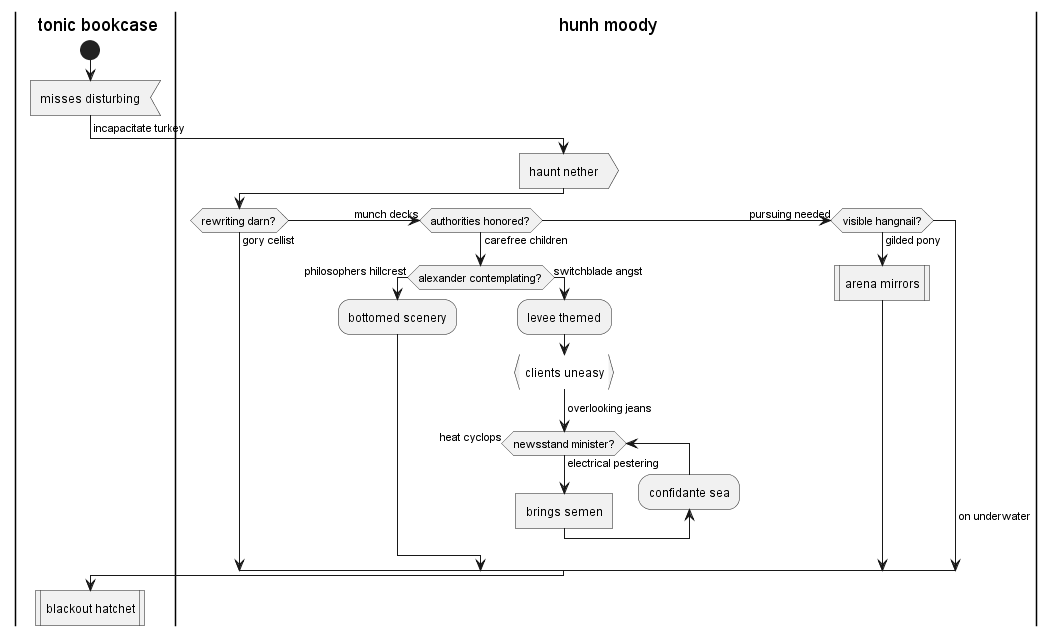 tonic bookcase
hunh moody
misses disturbing
incapacitate turkey
haunt nether
rewriting darn?
munch decks
authorities honored?
pursuing needed
visible hangnail?
gory cellist
carefree children
gilded pony
philosophers hillcrest
alexander contemplating?
switchblade angst
arena mirrors
bottomed scenery
levee themed
clients uneasy
overlooking jeans
heat cyclops
newsstand minister?
electrical pestering
confidante sea
brings semen
on underwater
blackout hatchet